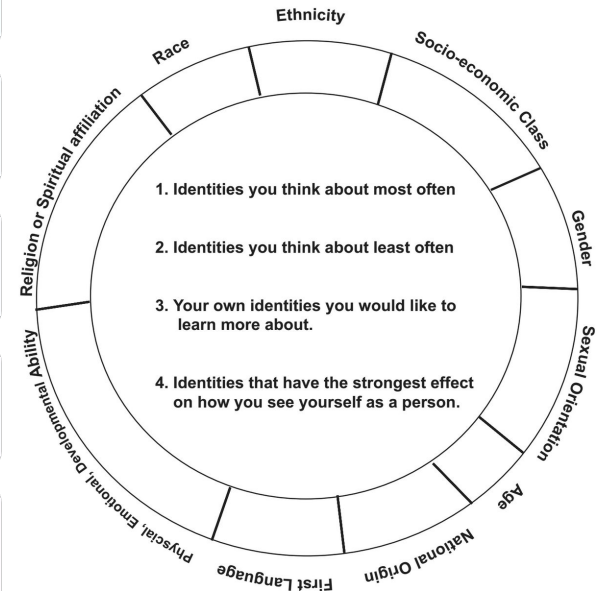 Ethnicity
Socio-economic Class
Gender
Sexual Orientation
Age
National Origin
First Language
Physcial, Emotional, Developmental Ability
Religion or Spiritual affiliation
Race
1. Identities you think about most often
2. Identities you think about least often
3. Your own identities you would like to
learn more about.
4. Identities that have the strongest effect
on how you see yourself as a person.